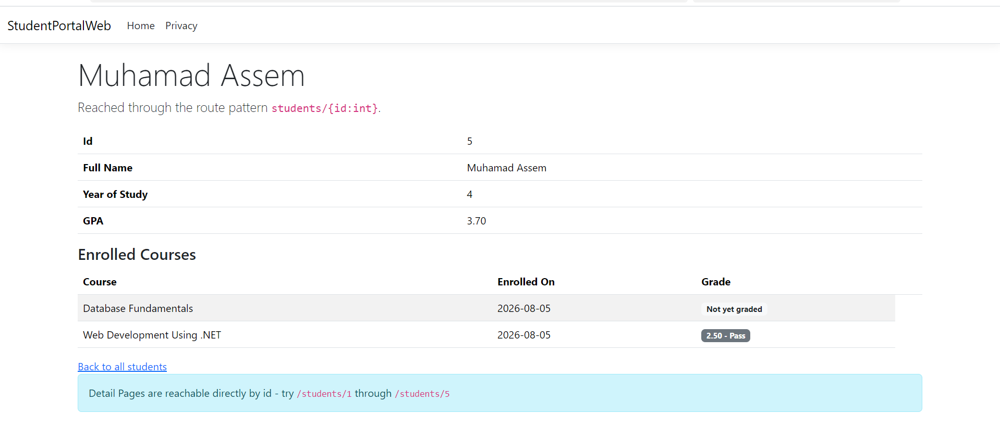 StudentPortalWeb Home Privacy
Muhamad Assem
Reached through the route pattern students/{id:int}.
Id 5
Full Name Muhamad Assem
Year of Study 4
GPA 3.70
Enrolled Courses
Course Enrolled On Grade
Database Fundamentals 2026-08-05 Not yet graded
Web Development Using .NET 2026-08-05 2.50 - Pass
Back to all students
Detail Pages are reachable directly by id - try /students/1 through /students/5